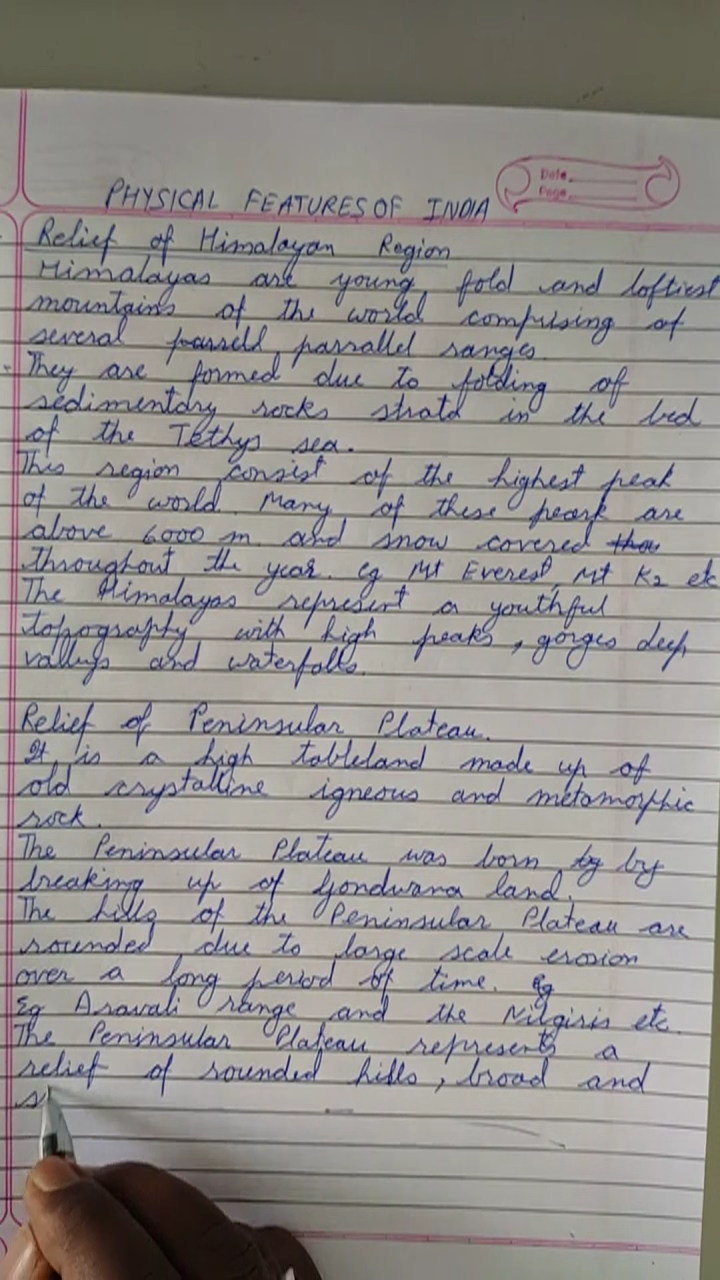 Date.
Page.
PHYSICAL FEATURES OF INDIA
Relief of Himalayan Region
Himalayas are young, fold and loftiest
mountains of the world comprising of
several parrallel ranges.
They are formed due to folding of
sedimentary rocks strata in the bed
of the Tethys sea.
This region consist of the highest peak
of the world. Many of these peark are
above 6000 m. and snow covered
throughout the year. eg Mt Everest, Mt K2 etc
The Himalayas represent a youthful
topography with high peaks, gorges deep,
valleys and waterfalls.
Relief of Peninsular Plateau.
It is a high tableland made up of
old crystalline igneous and metamorphic
rock.
The Peninsular Plateau was born by by
breaking up of Gondwana land.
The hills of the Peninsular Plateau are
rounded due to large scale erosion
over a long period of time. Eg
Eg Aravali range and the Nilgiris etc.
The Peninsular Plateau represents a
relief of rounded hills, broad and